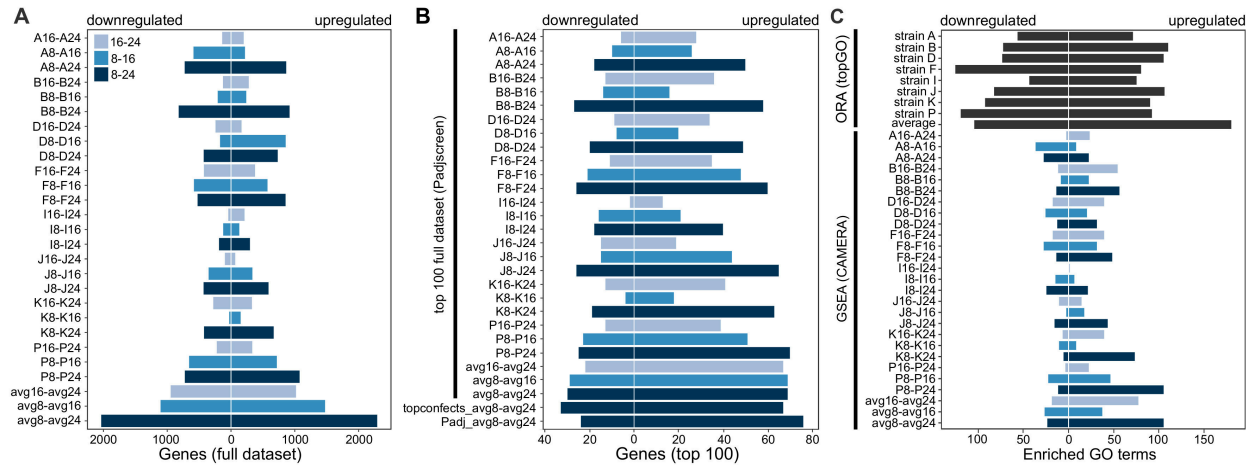 A
downregulated upregulated
16-24
8-16
8-24
A16-A24
A8-A16
A8-A24
B16-B24
B8-B16
B8-B24
D16-D24
D8-D16
D8-D24
F16-F24
F8-F16
F8-F24
I16-I24
I8-I16
I8-I24
J16-J24
J8-J16
J8-J24
K16-K24
K8-K16
K8-K24
P16-P24
P8-P16
P8-P24
avg16-avg24
avg8-avg16
avg8-avg24
2000 1000 0 1000 2000
Genes (full dataset)
B
downregulated upregulated
top 100 full dataset (Padjscreen)
A16-A24
A8-A16
A8-A24
B16-B24
B8-B16
B8-B24
D16-D24
D8-D16
D8-D24
F16-F24
F8-F16
F8-F24
I16-I24
I8-I16
I8-I24
J16-J24
J8-J16
J8-J24
K16-K24
K8-K16
K8-K24
P16-P24
P8-P16
P8-P24
avg16-avg24
avg8-avg16
avg8-avg24
topconfects_avg8-avg24
Padj_avg8-avg24
40 20 0 20 40 60 80
Genes (top 100)
C
downregulated upregulated
ORA (topGO)
strain A
strain B
strain D
strain F
strain I
strain J
strain K
strain P
average
GSEA (CAMERA)
A16-A24
A8-A16
A8-A24
B16-B24
B8-B16
B8-B24
D16-D24
D8-D16
D8-D24
F16-F24
F8-F16
F8-F24
I16-I24
I8-I16
I8-I24
J16-J24
J8-J16
J8-J24
K16-K24
K8-K16
K8-K24
P16-P24
P8-P16
P8-P24
avg16-avg24
avg8-avg16
avg8-avg24
100 50 0 50 100 150
Enriched GO terms